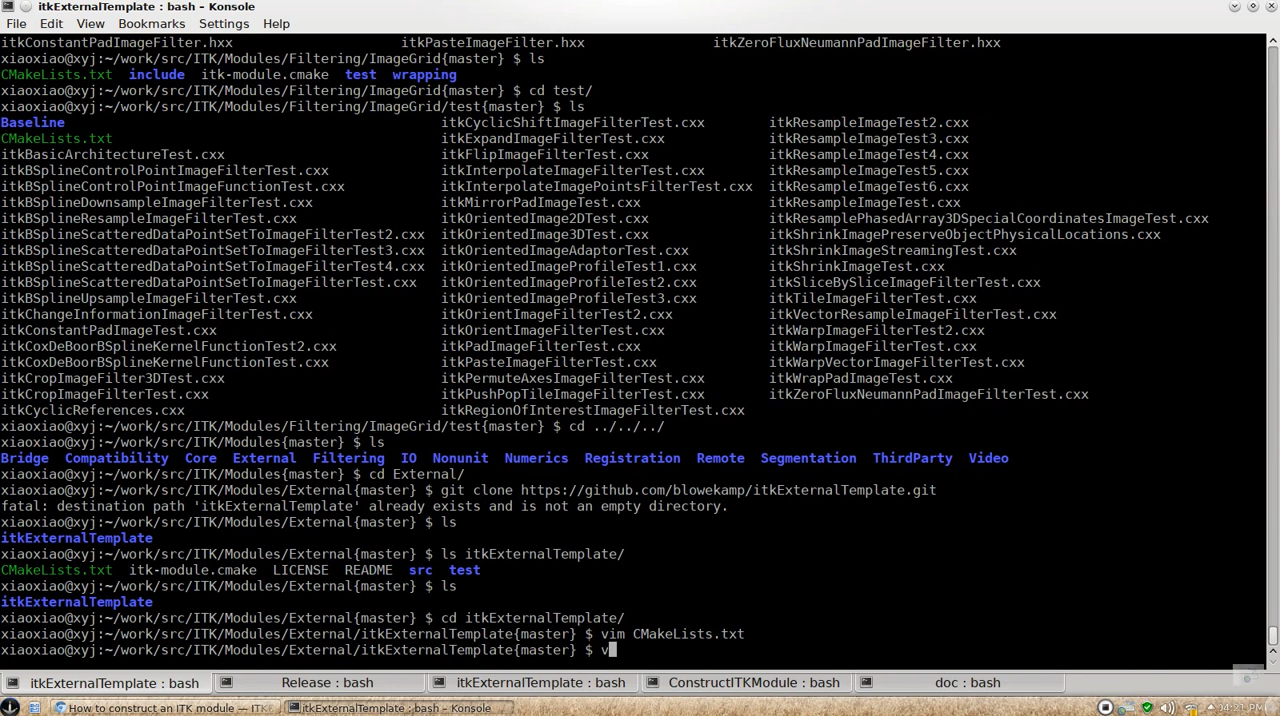 itkExternalTemplate : bash – Konsole
File Edit View Bookmarks Settings Help
itkConstantPadImageFilter.hxx itkPasteImageFilter.hxx itkZeroFluxNeumannPadImageFilter.hxx
xiaoxiao@xyj:~/work/src/ITK/Modules/Filtering/ImageGrid{master} $ ls
CMakeLists.txt include itk-module.cmake test wrapping
xiaoxiao@xyj:~/work/src/ITK/Modules/Filtering/ImageGrid{master} $ cd test/
xiaoxiao@xyj:~/work/src/ITK/Modules/Filtering/ImageGrid/test{master} $ ls
Baseline itkCyclicShiftImageFilterTest.cxx itkResampleImageTest2.cxx
CMakeLists.txt itkExpandImageFilterTest.cxx itkResampleImageTest3.cxx
itkBasicArchitectureTest.cxx itkFlipImageFilterTest.cxx itkResampleImageTest4.cxx
itkBSplineControlPointImageFilterTest.cxx itkInterpolateImageFilterTest.cxx itkResampleImageTest5.cxx
itkBSplineControlPointImageFunctionTest.cxx itkInterpolateImagePointsFilterTest.cxx itkResampleImageTest6.cxx
itkBSplineDownsampleImageFilterTest.cxx itkMirrorPadImageTest.cxx itkResampleImageTest.cxx
itkBSplineResampleImageFilterTest.cxx itkOrientedImage2DTest.cxx itkResamplePhasedArray3DSpecialCoordinatesImageTest.cxx
itkBSplineScatteredDataPointSetToImageFilterTest2.cxx itkOrientedImage3DTest.cxx itkShrinkImagePreserveObjectPhysicalLocations.cxx
itkBSplineScatteredDataPointSetToImageFilterTest3.cxx itkOrientedImageAdaptorTest.cxx itkShrinkImageStreamingTest.cxx
itkBSplineScatteredDataPointSetToImageFilterTest4.cxx itkOrientedImageProfileTest1.cxx itkShrinkImageTest.cxx
itkBSplineScatteredDataPointSetToImageFilterTest.cxx itkOrientedImageProfileTest2.cxx itkSliceBySliceImageFilterTest.cxx
itkBSplineUpsampleImageFilterTest.cxx itkOrientedImageProfileTest3.cxx itkTileImageFilterTest.cxx
itkChangeInformationImageFilterTest.cxx itkOrientImageFilterTest2.cxx itkVectorResampleImageFilterTest.cxx
itkConstantPadImageTest.cxx itkOrientImageFilterTest.cxx itkWarpImageFilterTest2.cxx
itkCoxDeBoorBSplineKernelFunctionTest2.cxx itkPadImageFilterTest.cxx itkWarpImageFilterTest.cxx
itkCoxDeBoorBSplineKernelFunctionTest.cxx itkPasteImageFilterTest.cxx itkWarpVectorImageFilterTest.cxx
itkCropImageFilter3DTest.cxx itkPermuteAxesImageFilterTest.cxx itkWrapPadImageTest.cxx
itkCropImageFilterTest.cxx itkPushPopTileImageFilterTest.cxx itkZeroFluxNeumannPadImageFilterTest.cxx
itkCyclicReferences.cxx itkRegionOfInterestImageFilterTest.cxx
xiaoxiao@xyj:~/work/src/ITK/Modules/Filtering/ImageGrid/test{master} $ cd ../../../
xiaoxiao@xyj:~/work/src/ITK/Modules{master} $ ls
Bridge Compatibility Core External Filtering IO Nonunit Numerics Registration Remote Segmentation ThirdParty Video
xiaoxiao@xyj:~/work/src/ITK/Modules{master} $ cd External/
xiaoxiao@xyj:~/work/src/ITK/Modules/External{master} $ git clone https://github.com/blowekamp/itkExternalTemplate.git
fatal: destination path 'itkExternalTemplate' already exists and is not an empty directory.
xiaoxiao@xyj:~/work/src/ITK/Modules/External{master} $ ls
itkExternalTemplate
xiaoxiao@xyj:~/work/src/ITK/Modules/External{master} $ ls itkExternalTemplate/
CMakeLists.txt itk-module.cmake LICENSE README src test
xiaoxiao@xyj:~/work/src/ITK/Modules/External{master} $ ls
itkExternalTemplate
xiaoxiao@xyj:~/work/src/ITK/Modules/External{master} $ cd itkExternalTemplate/
xiaoxiao@xyj:~/work/src/ITK/Modules/External/itkExternalTemplate{master} $ vim CMakeLists.txt
xiaoxiao@xyj:~/work/src/ITK/Modules/External/itkExternalTemplate{master} $ v
itkExternalTemplate : bash Release : bash itkExternalTemplate : bash ConstructITKModule : bash doc : bash
How to construct an ITK module — ITK itkExternalTemplate : bash – Konsole 04:21 PM